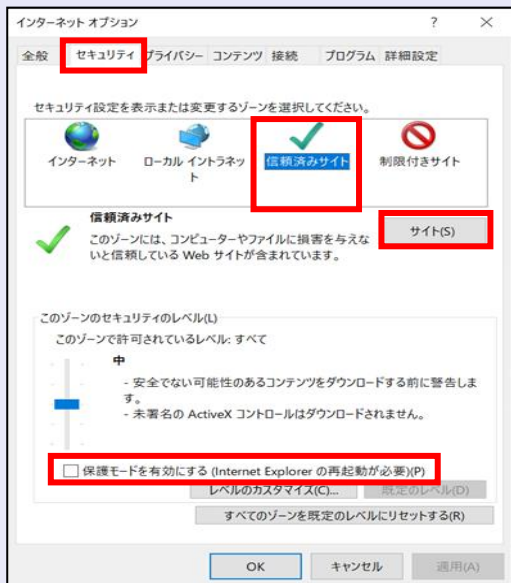 インターネット オプション ? ×
全般 セキュリティ プライバシー コンテンツ 接続 プログラム 詳細設定
セキュリティ設定を表示または変更するゾーンを選択してください。
インターネット ローカル イントラネッ 信頼済みサイト 制限付きサイト
ト
信頼済みサイト
サイト(S)
このゾーンには、コンピューターやファイルに損害を与えな
いと信頼している Web サイトが含まれています。
このゾーンのセキュリティのレベル(L)
このゾーンで許可されているレベル: すべて
中
- 安全でない可能性のあるコンテンツをダウンロードする前に警告しま
す。
- 未署名の ActiveX コントロールはダウンロードされません。
保護モードを有効にする (Internet Explorer の再起動が必要)(P)
レベルのカスタマイズ(C)... 既定のレベル(D)
すべてのゾーンを既定のレベルにリセットする(R)
OK キャンセル 適用(A)